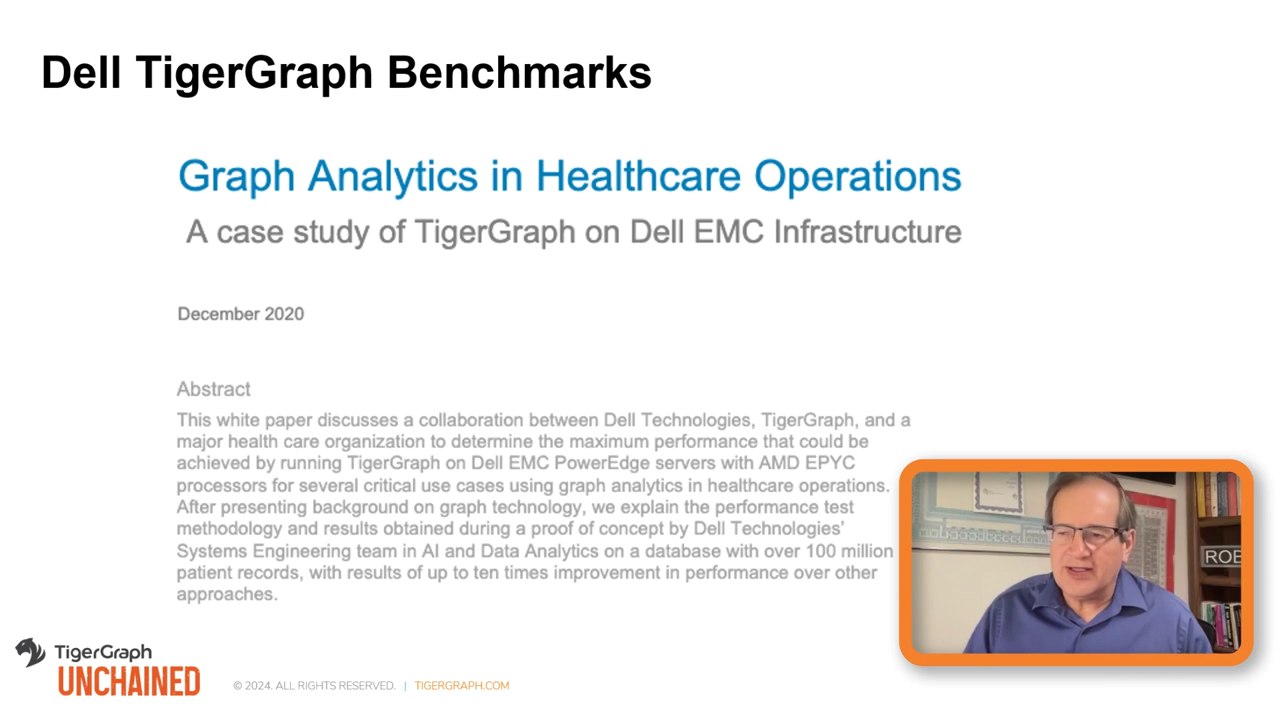 Dell TigerGraph Benchmarks
Graph Analytics in Healthcare Operations
A case study of TigerGraph on Dell EMC Infrastructure
December 2020
Abstract
This white paper discusses a collaboration between Dell Technologies, TigerGraph, and a
major health care organization to determine the maximum performance that could be
achieved by running TigerGraph on Dell EMC PowerEdge servers with AMD EPYC
processors for several critical use cases using graph analytics in healthcare operations.
After presenting background on graph technology, we explain the performance test
methodology and results obtained during a proof of concept by Dell Technologies'
Systems Engineering team in AI and Data Analytics on a database with over 100 million
patient records, with results of up to ten times improvement in performance over other
approaches.
ROB
TigerGraph
UNCHAINED
© 2024. ALL RIGHTS RESERVED. | TIGERGRAPH.COM